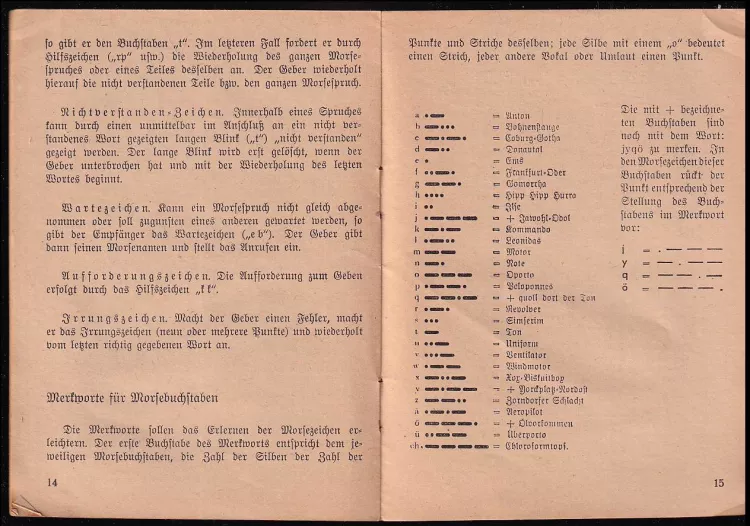 so gibt er den Buchstaben „t“. Im letzteren Fall fordert er durch
Hilfszeichen („rp“ usw.) die Wiederholung des ganzen Morse-
spruches oder eines Teiles desselben an. Der Geber wiederholt
hierauf die nicht verstandenen Teile bzw. den ganzen Morsespruch.
Nichtverstanden-Zeichen. Innerhalb eines Spruches
kann durch einen unmittelbar im Anschluß an ein nicht ver-
standenes Wort gezeigten langen Blink („t“) „nicht verstanden“
gezeigt werden. Der lange Blink wird erst gelöscht, wenn der
Geber unterbrochen hat und mit der Wiederholung des letzten
Wortes beginnt.
Wartezeichen. Kann ein Morsespruch nicht gleich abge-
nommen oder soll zugunsten eines anderen gewartet werden, so
gibt der Empfänger das Wartezeichen („eb“). Der Geber gibt
dann seinen Morsenamen und stellt das Anrufen ein.
Aufforderungszeichen. Die Aufforderung zum Geben
erfolgt durch das Hilfszeichen „kk“.
Irrungszeichen. Macht der Geber einen Fehler, macht
er das Irrungszeichen (neun oder mehrere Punkte) und wiederholt
vom letzten richtig gegebenen Wort an.
Merkworte für Morsebuchstaben
Die Merkworte sollen das Erlernen der Morsezeichen er-
leichtern. Der erste Buchstabe des Merkworts entspricht dem je-
weiligen Morsebuchstaben, die Zahl der Silben der Zahl der
14
Punkte und Striche desselben; jede Silbe mit einem „o“ bedeutet
einen Strich, jeder andere Vokal oder Umlaut einen Punkt.
a •— = Anton
b —••• = Bohnenstange
c —•—• = Coburg-Gotha
d —•• = Donautal
e • = Ems
f ••—• = Frankfurt-Oder
g ——• = Gomorrha
h •••• = Hipp Hipp Hurra
i •• = Ilse
j •——— = + Jawohl-Odol
k —•— = Kommando
l •—•• = Leonidas
m —— = Motor
n —• = Note
o ——— = Oporto
p •——• = Peloponnes
q ——•— = + quoll dort der Ton
r •—• = Revolver
s ••• = Simserim
t — = Ton
u ••— = Uniform
v •••— = Ventilator
w •—— = Windmotor
x —••— = Xox-Biskuithop
y —•—— = + Yorkplatz-Nordost
z ——•• = Zorndorfer Schlacht
ä •—•— = Aeropilot
ö ———• =
ü ••—— = Überporto
ch ———— = Chloroformtopf.
Die mit + bezeichne-
ten Buchstaben sind
noch mit dem Wort:
jyqö zu merken. In
den Morsezeichen dieser
Buchstaben rückt der
Punkt entsprechend der
Stellung des Buch-
stabens im Merkwort
vor:
j = . — — —
y = — . — —
q = — — . —
ö = — — — .
15